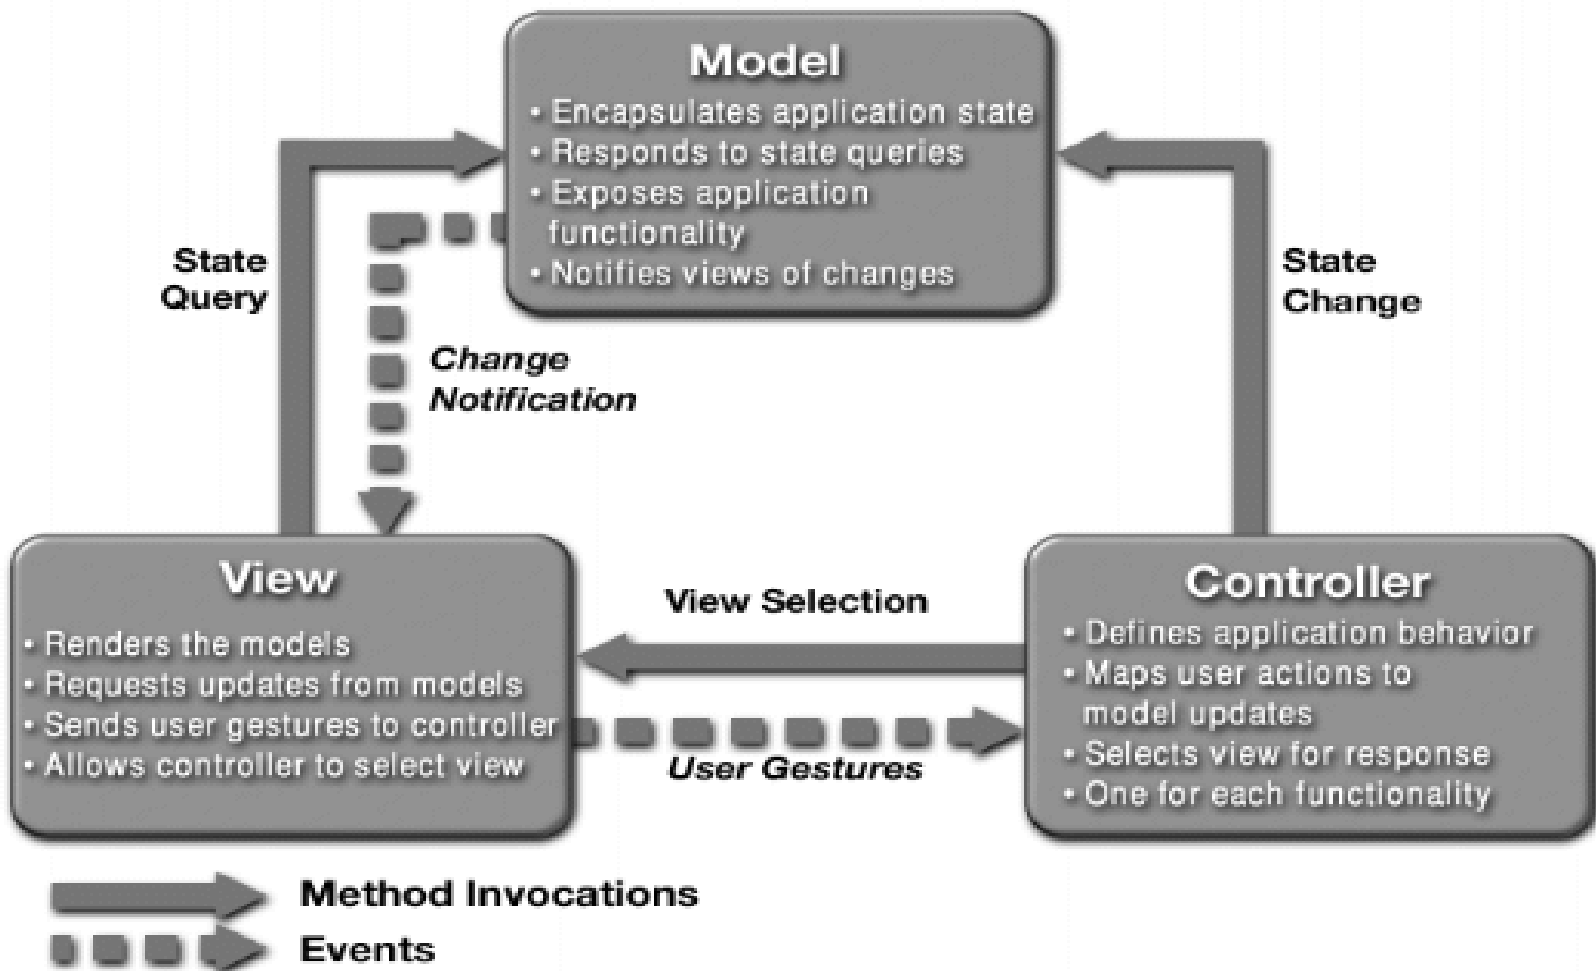 Model
• Encapsulates application state
• Responds to state queries
• Exposes application
functionality
• Notifies views of changes
State
Query
Change
Notification
State
Change
View
• Renders the models
• Requests updates from models
• Sends user gestures to controller
• Allows controller to select view
View Selection
User Gestures
Controller
• Defines application behavior
• Maps user actions to
model updates
• Selects view for response
• One for each functionality
Method Invocations
Events